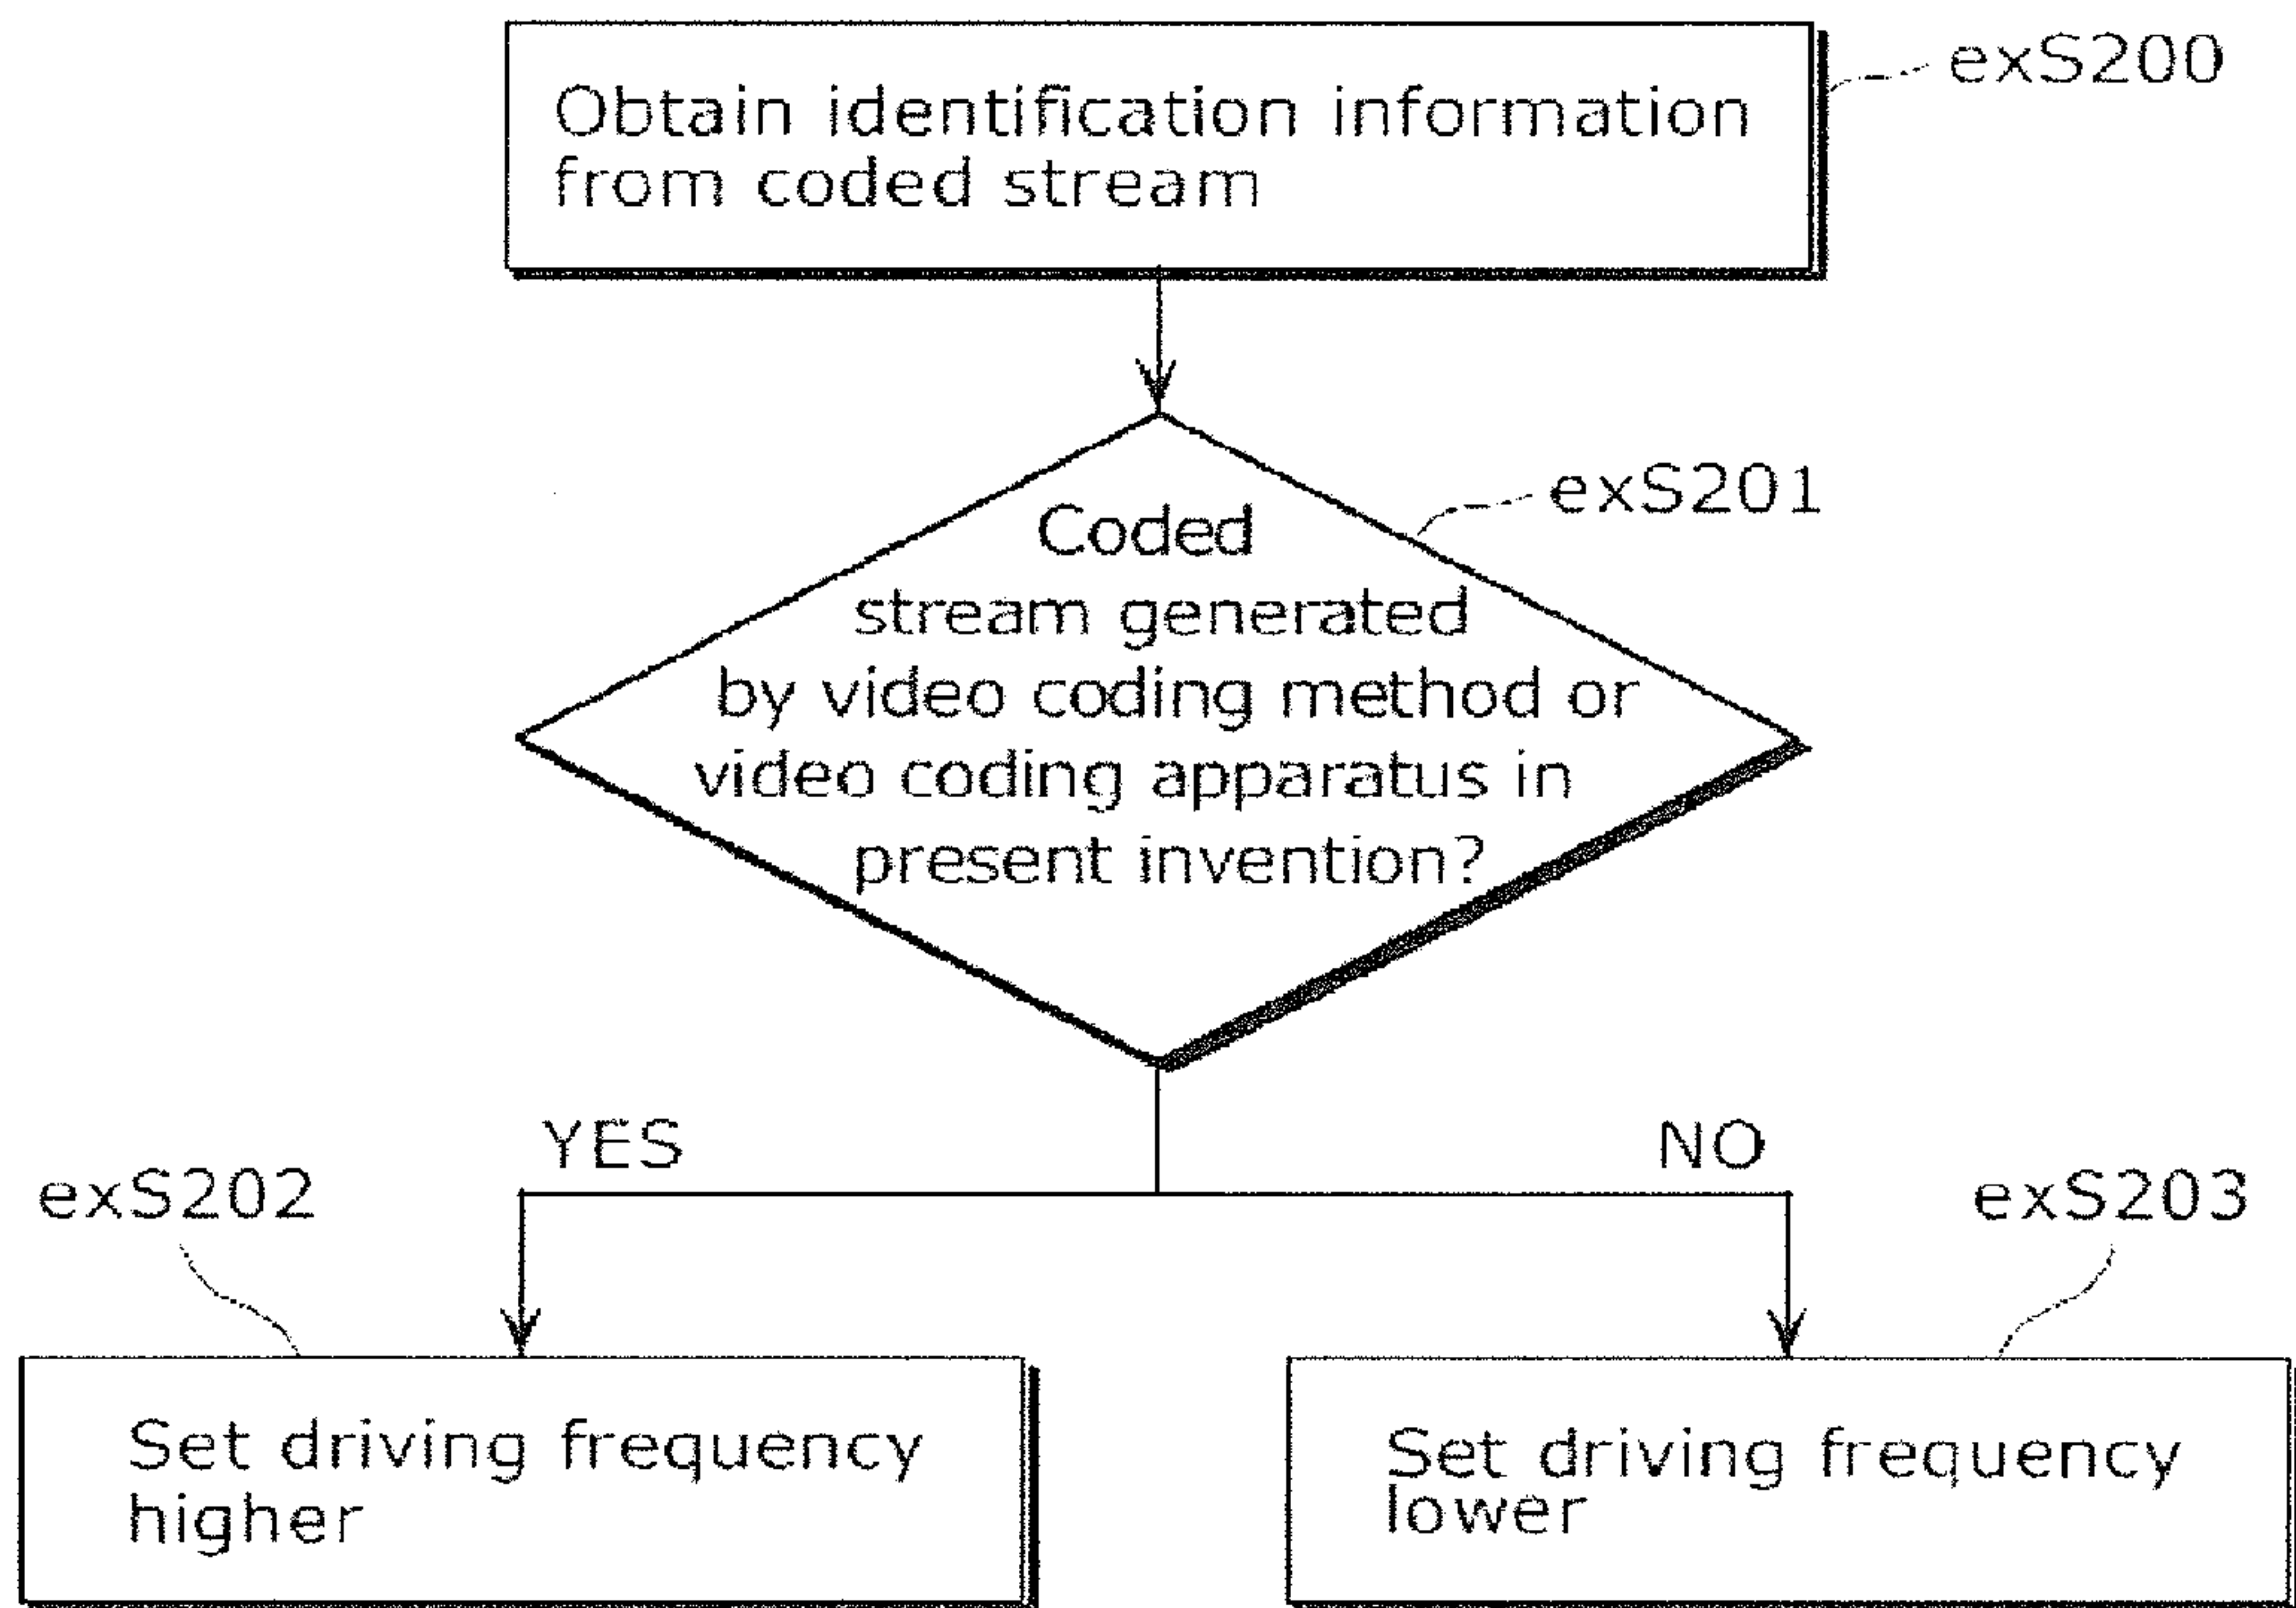 exS200
Obtain identification information
from coded stream
exS201
Coded
stream generated
by video coding method or
video coding apparatus in
present invention?
YES
NO
exS202
exS203
Set driving frequency
higher
Set driving frequency
lower